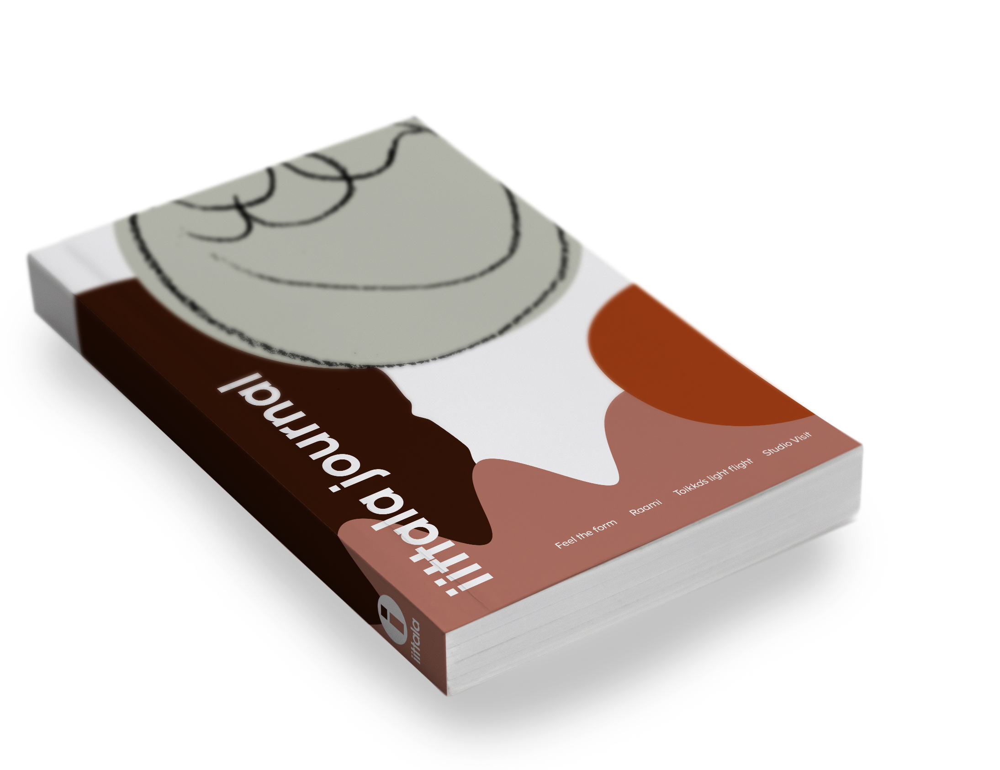 iittala journal
Feel the form Raami Toikka's light flight Studio Visit
iittala